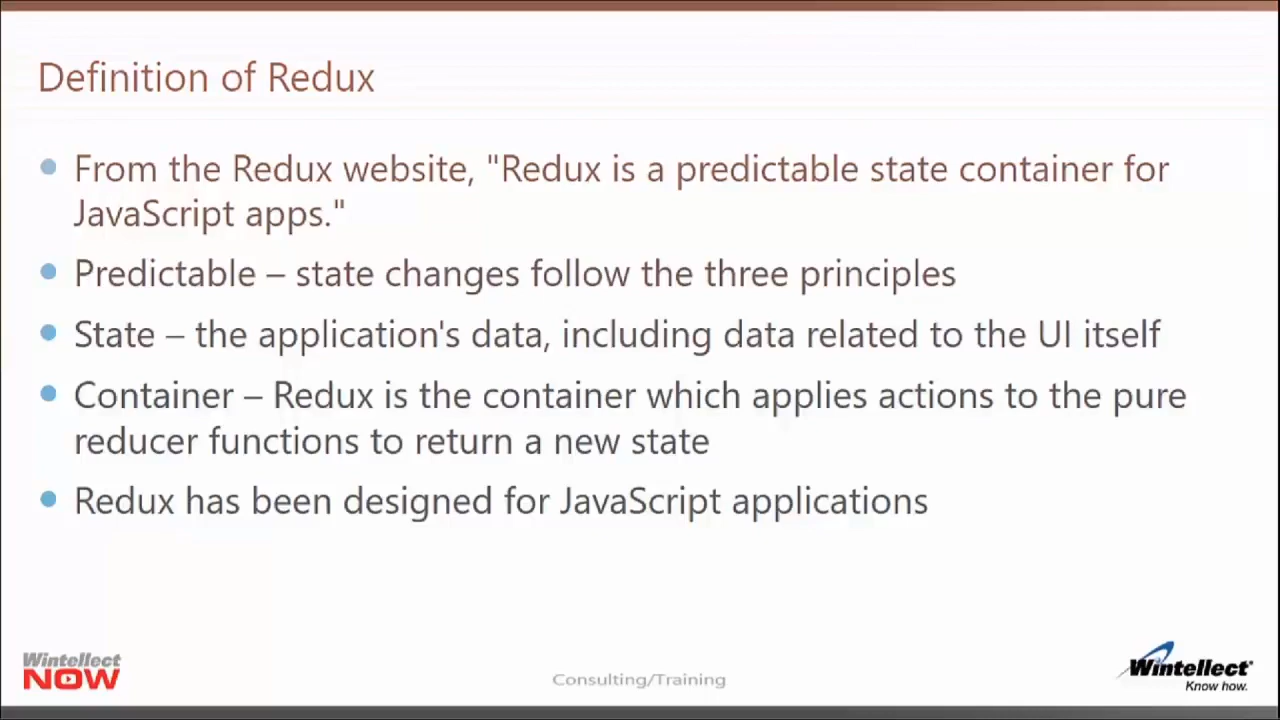 Definition of Redux
From the Redux website, "Redux is a predictable state container for
JavaScript apps."
Predictable – state changes follow the three principles
State – the application's data, including data related to the UI itself
Container – Redux is the container which applies actions to the pure
reducer functions to return a new state
Redux has been designed for JavaScript applications
Wintellect
NOW
Consulting/Training
Wintellect
Know how.